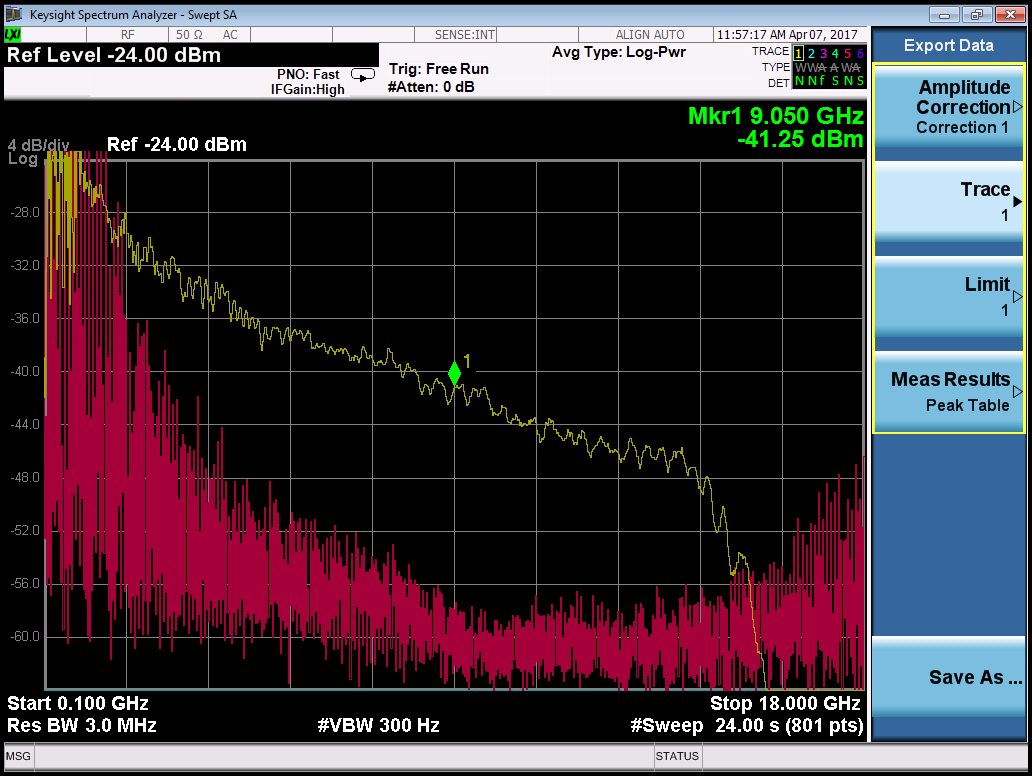 Keysight Spectrum Analyzer - Swept SA
LXI
RF
50 Ω
AC
SENSE:INT
ALIGN AUTO
11:57:17 AM Apr 07, 2017
Ref Level -24.00 dBm
PNO: Fast
IFGain:High
Trig: Free Run
#Atten: 0 dB
Avg Type: Log-Pwr
TRACE 1 2 3 4 5 6
TYPE WWA A WA
DET N N f S N S
Mkr1 9.050 GHz
-41.25 dBm
4 dB/div
Log
Ref -24.00 dBm
-28.0
-32.0
-36.0
-40.0
-44.0
-48.0
-52.0
-56.0
-60.0
1
Start 0.100 GHz
Stop 18.000 GHz
Res BW 3.0 MHz
#VBW 300 Hz
#Sweep 24.00 s (801 pts)
MSG
STATUS
Export Data
Amplitude
Correction
Correction 1
Trace
1
Limit
1
Meas Results
Peak Table
Save As ...